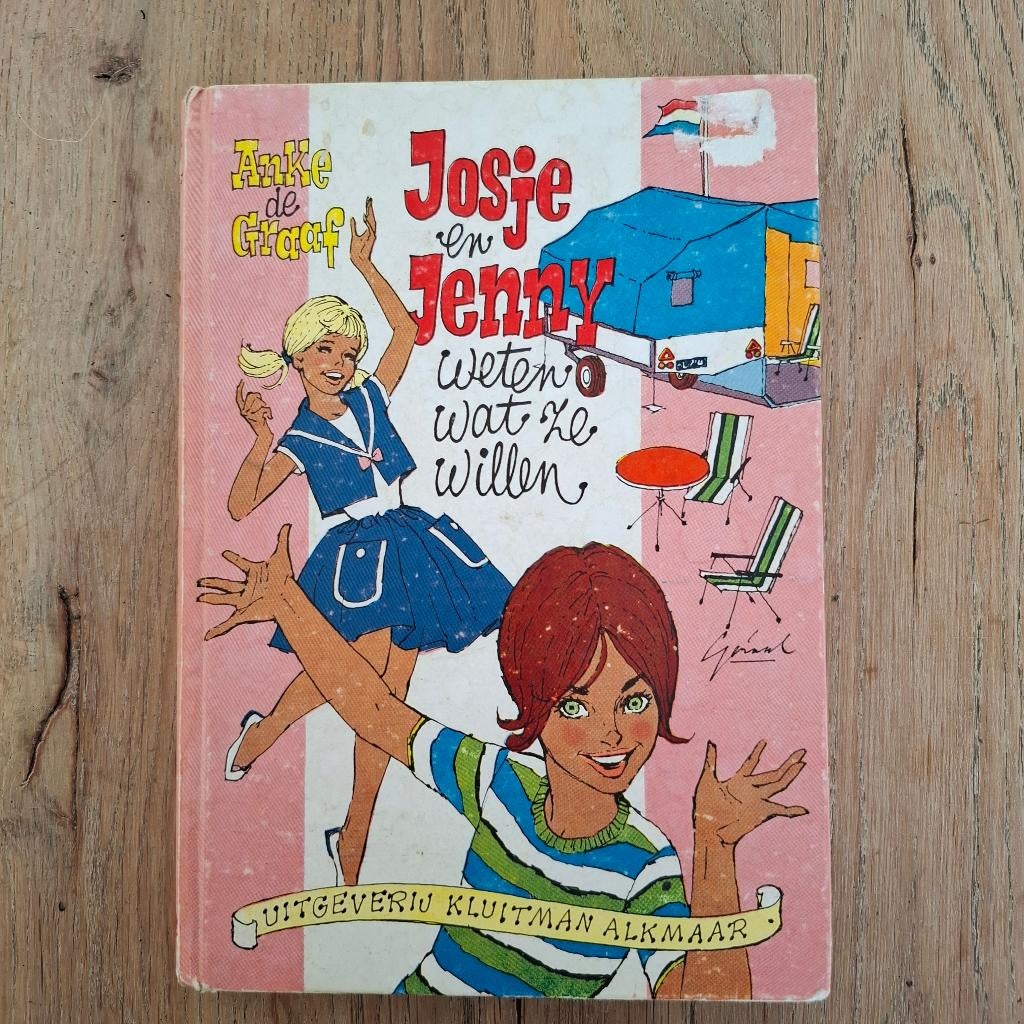 Anke
de
Graaf
Josje
en
Jenny
weten
wat ze
willen
UITGEVERIJ KLUITMAN ALKMAAR